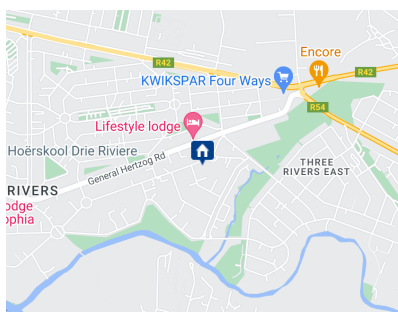 Encore
R42
R42
KWIKSPAR Four Ways
R54
Lifestyle lodge
Hoërskool Drie Riviere
General Hertzog Rd
THREE
RIVERS EAST
RIVERS
odge
ophia